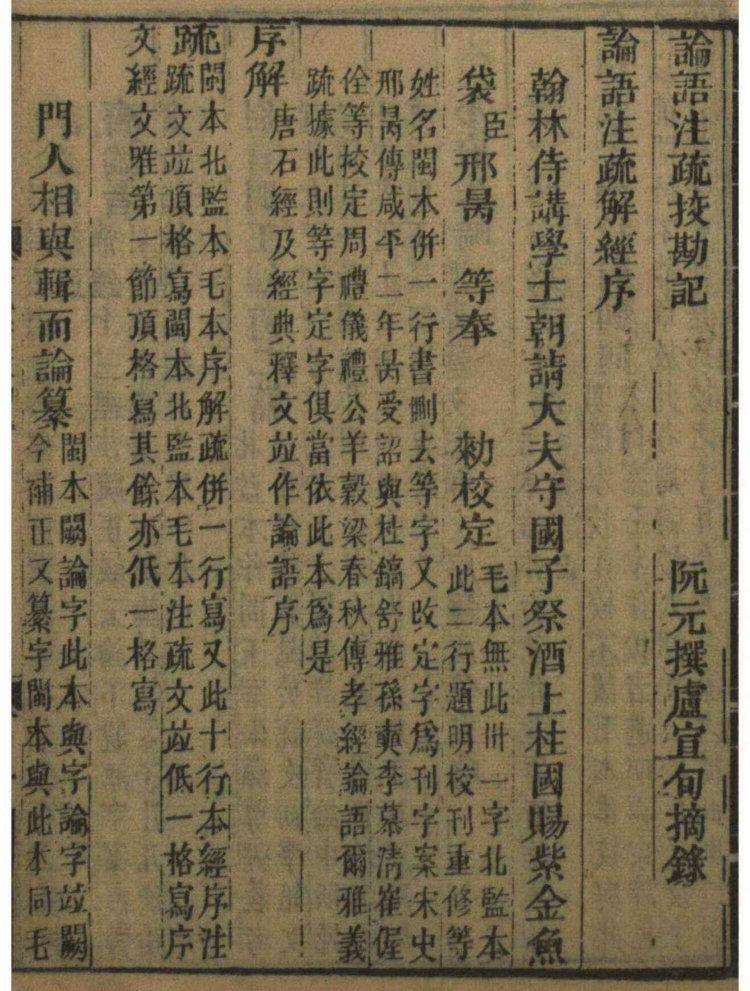 論語注疏挍勘記 阮元撰盧宣旬摘錄
論語注疏解經序
翰林侍講學士朝請大夫守國子祭酒上柱國賜紫金魚
袋臣邢昺 等奉 勑校定
毛本無此卅一字北監本
此二行題明校刊重修等
姓名閩本併一行書刪去等字又改定字爲刊字案宋史
邢昺傳咸平二年昺受詔與杜鎬舒雅孫奭李慕清崔偓
佺等挍定周禮儀禮公羊穀梁春秋傳孝經論語爾雅義
疏據此則等字定字俱當依此本爲是
序解
唐石經及經典釋文竝作論語序
疏
閩本北監本毛本序解疏併一行寫又此十行本經序注
疏疏文竝頂格寫閩本北監本毛本注疏文竝低一格寫序
文經文唯第一節頂格寫其餘亦低一格寫
門人相與輯而論纂
閩本闕論字此本與字論字竝闕
今補正又纂字閩本與此本同毛